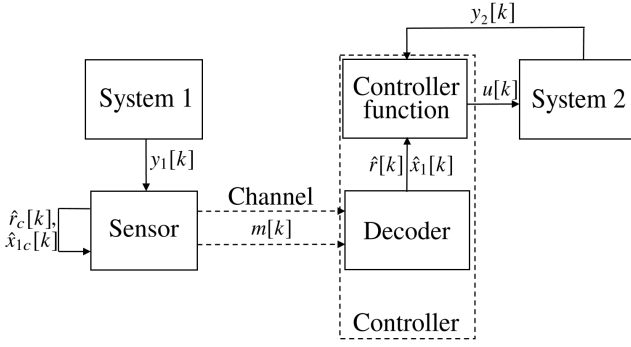 y₂[k]
System 1
Controller
function
u[k]
System 2
y₁[k]
r̂[k] x̂₁[k]
Channel
r̂c[k],
x̂₁c[k]
Sensor
m[k]
Decoder
Controller